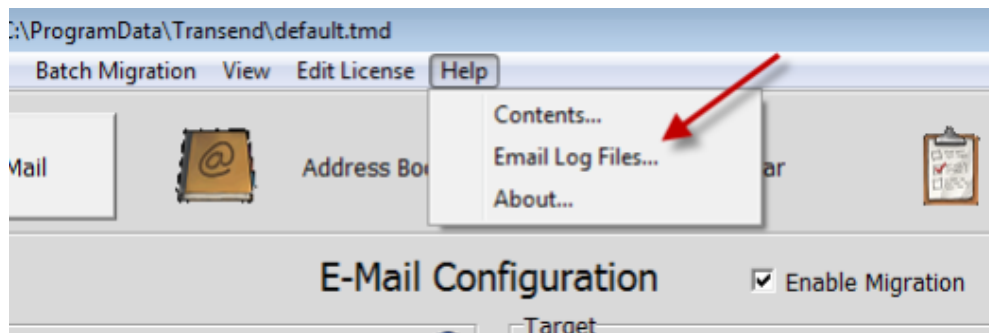 :\ProgramData\Transend\default.tmd
Batch Migration View Edit License Help
Contents...
Mail Address Bo Email Log Files... ar
About...
E-Mail Configuration Enable Migration
Target